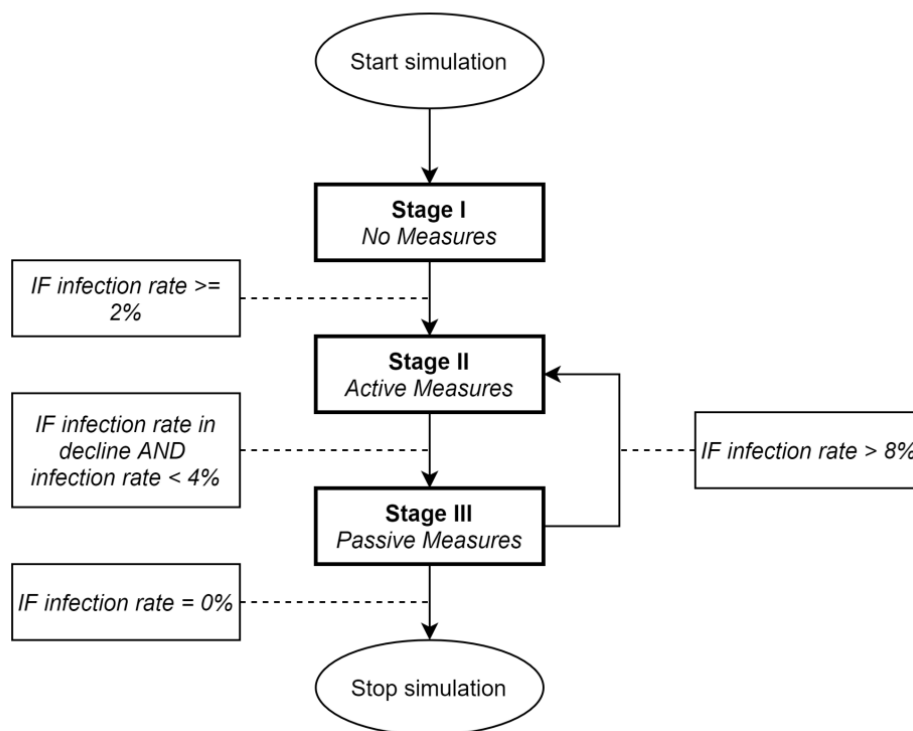 Start simulation
Stage I
No Measures
IF infection rate >=
2%
Stage II
Active Measures
IF infection rate in
decline AND
infection rate < 4%
IF infection rate > 8%
Stage III
Passive Measures
IF infection rate = 0%
Stop simulation